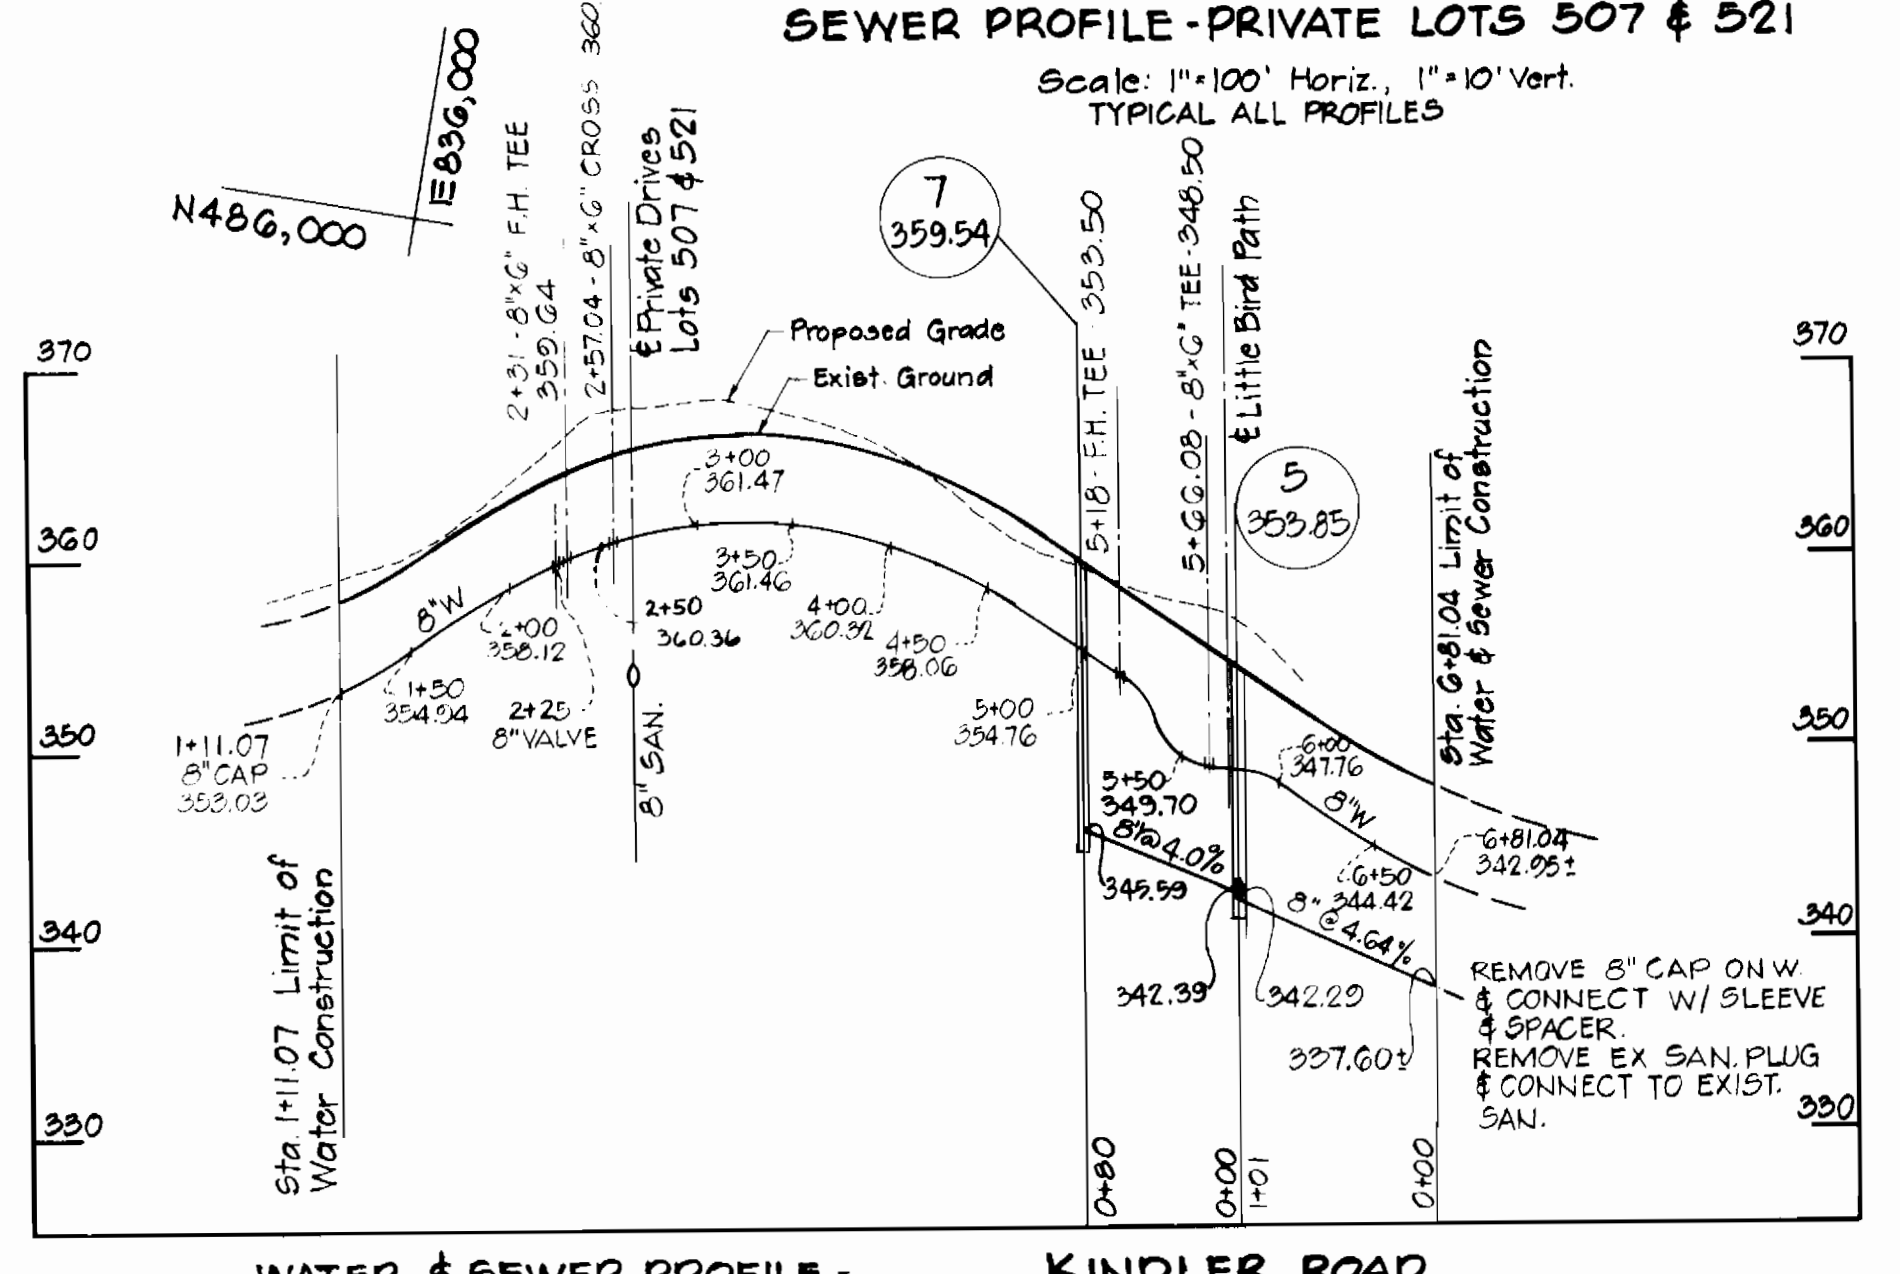 SEWER PROFILE - PRIVATE LOTS 507 & 521
Scale: 1"=100' Horiz., 1"=10' Vert.
TYPICAL ALL PROFILES
N486,000
E836,000
2+31 - 8"x6" F.H. TEE
359.64
2+57.04 - 8"x6" CROSS 360.
℄ Private Drives
Lots 507 & 521
7
359.54
5+18 - F.H. TEE 353.50
5+66.08 - 8"x6" TEE - 348.50
℄ Little Bird Path
Proposed Grade
Exist. Ground
5
353.85
Sta. 6+81.04 Limit of
Water & Sewer Construction
370
360
350
340
330
370
360
350
340
330
8"W
3+00
361.47
3+50
361.46
2+00
358.12
2+50
360.36
4+00
360.32
4+50
358.06
1+50
354.94
2+25
8" VALVE
8" SAN.
5+00
354.76
1+11.07
8" CAP
353.03
5+50
349.70
6+00
347.76
8"W
8"@4.0%
6+81.04
342.95±
6+50
344.42
345.59
8"
@4.64%
342.39
342.29
337.60±
Sta. 1+11.07 Limit of
Water Construction
REMOVE 8" CAP ON W.
& CONNECT W/ SLEEVE
& SPACER.
REMOVE EX SAN. PLUG
& CONNECT TO EXIST.
SAN.
0+80
0+00
1+01
0+00
WATER & SEWER PROFILE - KINDLER ROAD